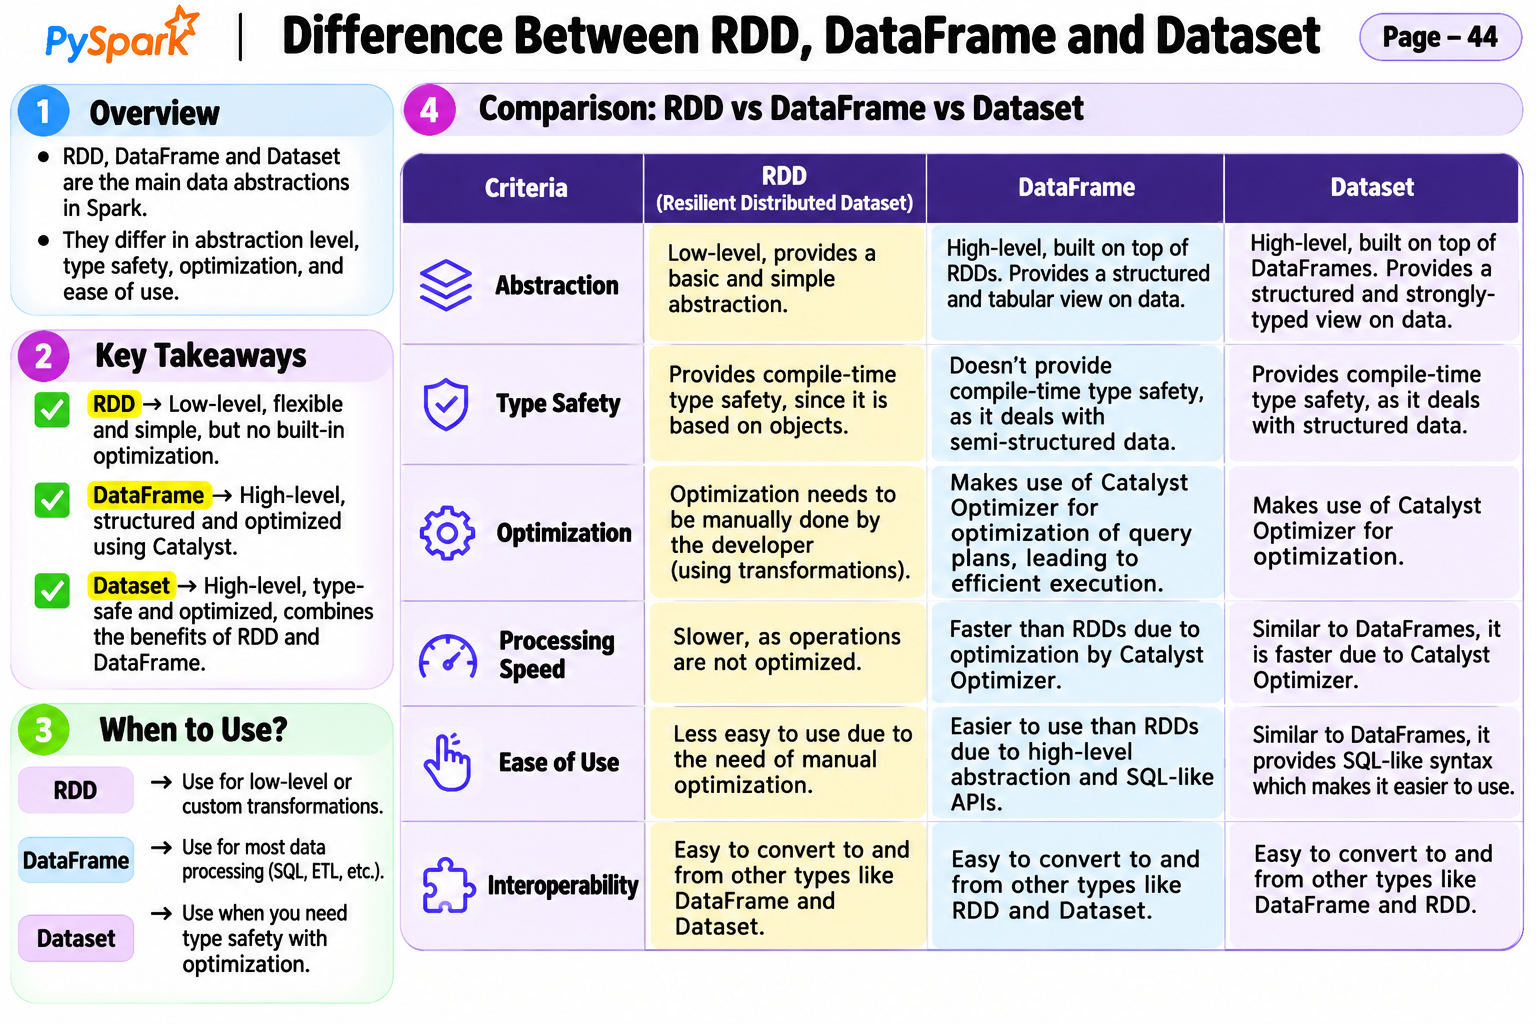 PySpark
Difference Between RDD, DataFrame and Dataset
Page – 44
1 Overview
• RDD, DataFrame and Dataset
are the main data abstractions
in Spark.
• They differ in abstraction level,
type safety, optimization, and
ease of use.
2 Key Takeaways
RDD → Low-level, flexible
and simple, but no built-in
optimization.
DataFrame → High-level,
structured and optimized
using Catalyst.
Dataset → High-level, type-
safe and optimized, combines
the benefits of RDD and
DataFrame.
3 When to Use?
RDD → Use for low-level or
custom transformations.
DataFrame → Use for most data
processing (SQL, ETL, etc.).
Dataset → Use when you need
type safety with
optimization.
4 Comparison: RDD vs DataFrame vs Dataset
Criteria
RDD
(Resilient Distributed Dataset)
DataFrame
Dataset
Abstraction
Low-level, provides a
basic and simple
abstraction.
High-level, built on top of
RDDs. Provides a structured
and tabular view on data.
High-level, built on top of
DataFrames. Provides a
structured and strongly-
typed view on data.
Type Safety
Provides compile-time
type safety, since it is
based on objects.
Doesn't provide
compile-time type safety,
as it deals with
semi-structured data.
Provides compile-time
type safety, as it deals
with structured data.
Optimization
Optimization needs to
be manually done by
the developer
(using transformations).
Makes use of Catalyst
Optimizer for
optimization of query
plans, leading to
efficient execution.
Makes use of Catalyst
Optimizer for
optimization.
Processing
Speed
Slower, as operations
are not optimized.
Faster than RDDs due to
optimization by Catalyst
Optimizer.
Similar to DataFrames, it
is faster due to Catalyst
Optimizer.
Ease of Use
Less easy to use due to
the need of manual
optimization.
Easier to use than RDDs
due to high-level
abstraction and SQL-like
APIs.
Similar to DataFrames, it
provides SQL-like syntax
which makes it easier to use.
Interoperability
Easy to convert to and
from other types like
DataFrame and
Dataset.
Easy to convert to and
from other types like
RDD and Dataset.
Easy to convert to and
from other types like
DataFrame and RDD.